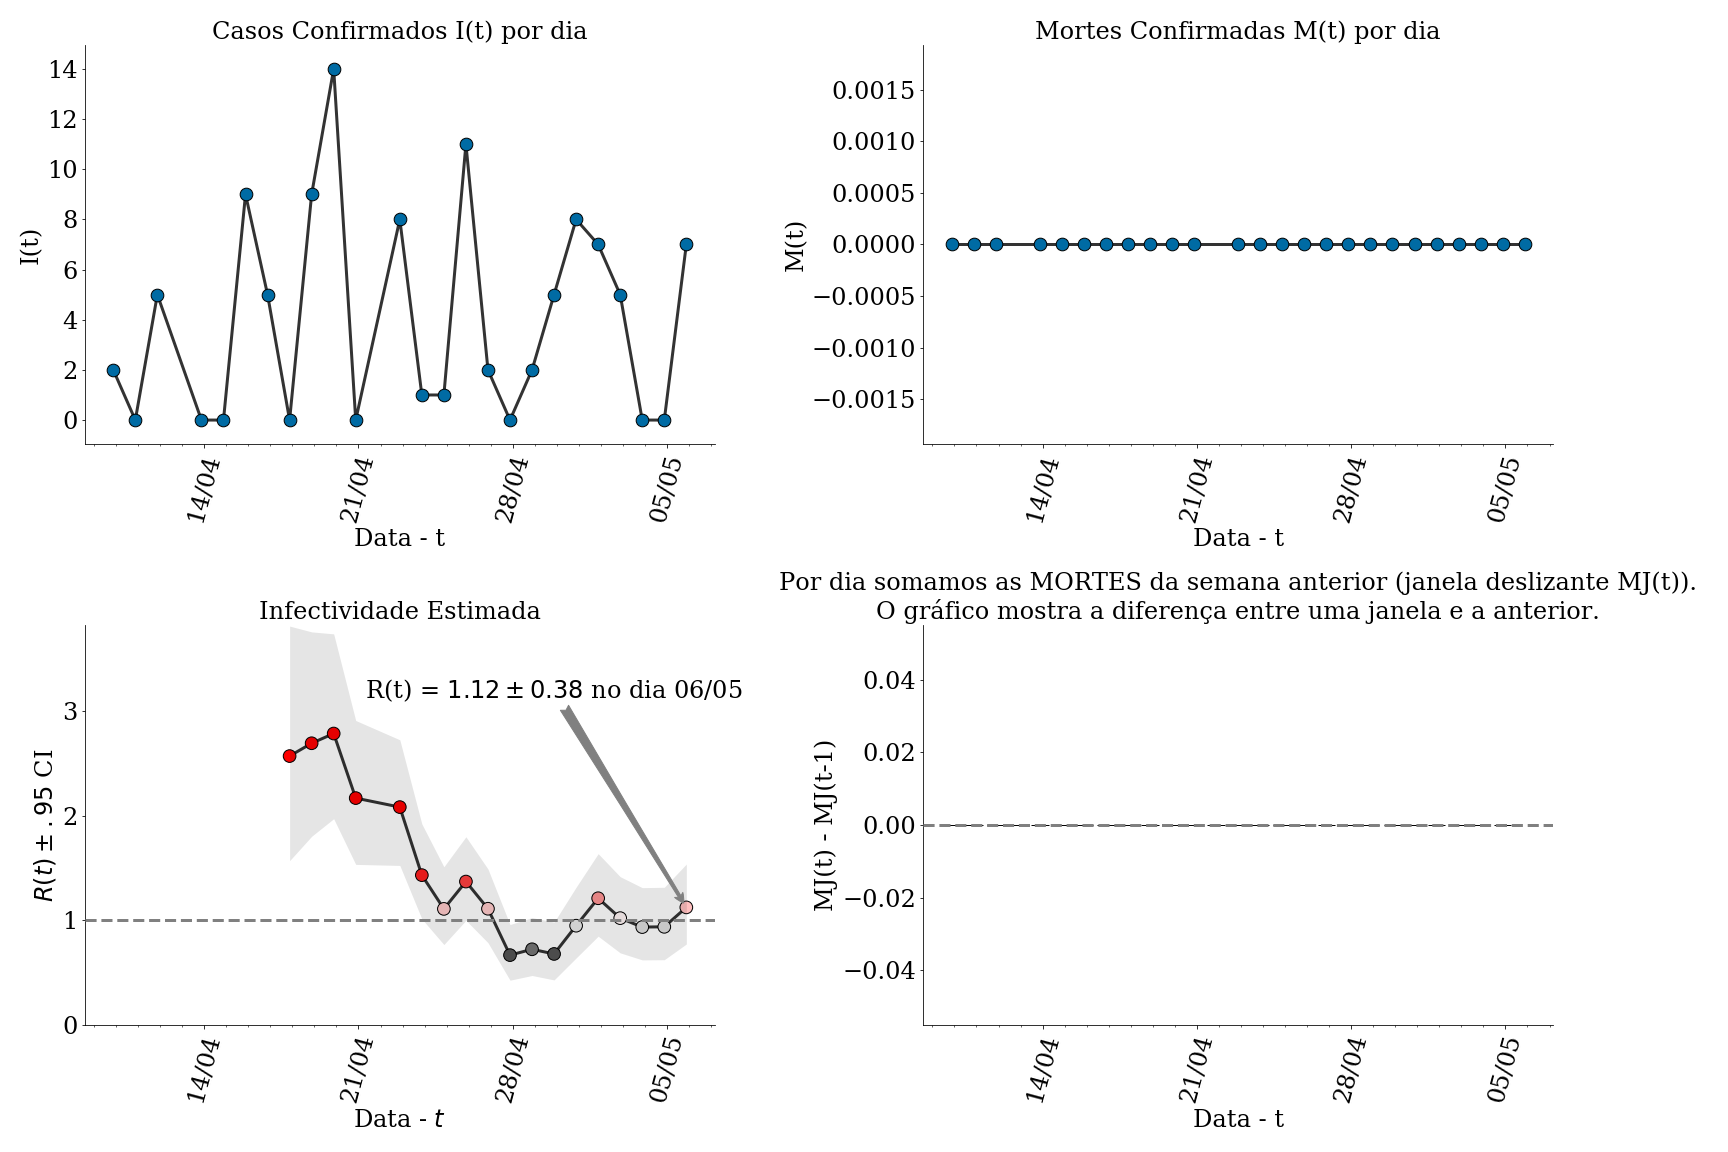 Casos Confirmados I(t) por dia
14
12
10
8
6
4
2
0
I(t)
14/04
21/04
28/04
05/05
Data - t
Mortes Confirmadas M(t) por dia
0.0015
0.0010
0.0005
0.0000
−0.0005
−0.0010
−0.0015
M(t)
14/04
21/04
28/04
05/05
Data - t
Infectividade Estimada
R(t) = 1.12 ± 0.38 no dia 06/05
3
2
1
0
R(t) ± .95 CI
14/04
21/04
28/04
05/05
Data - t
Por dia somamos as MORTES da semana anterior (janela deslizante MJ(t)).
O gráfico mostra a diferença entre uma janela e a anterior.
0.04
0.02
0.00
−0.02
−0.04
MJ(t) - MJ(t-1)
14/04
21/04
28/04
05/05
Data - t